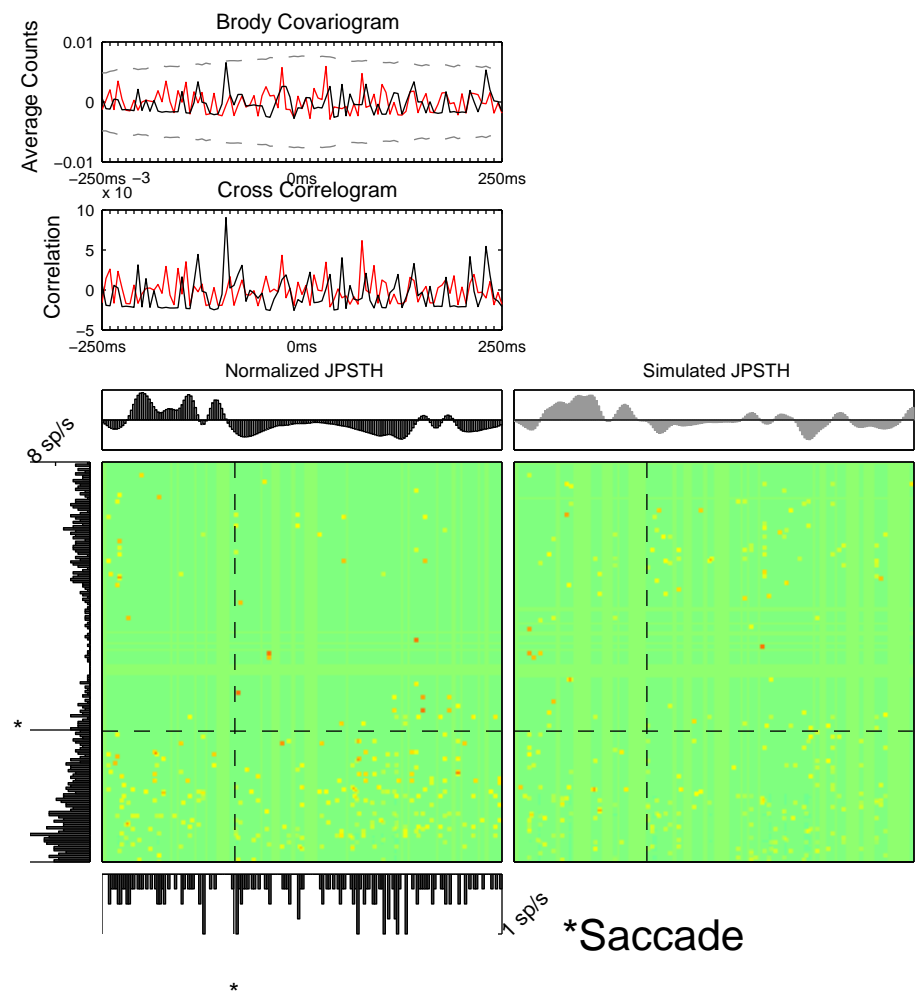 Brody Covariogram
Average Counts
0.01
0
−0.01
−250ms
0ms
250ms
x 10 −3
Cross Correlogram
Correlation
10
5
0
−5
−250ms
0ms
250ms
Normalized JPSTH
Simulated JPSTH
8 sp/s
*
1 sp/s
*Saccade
*